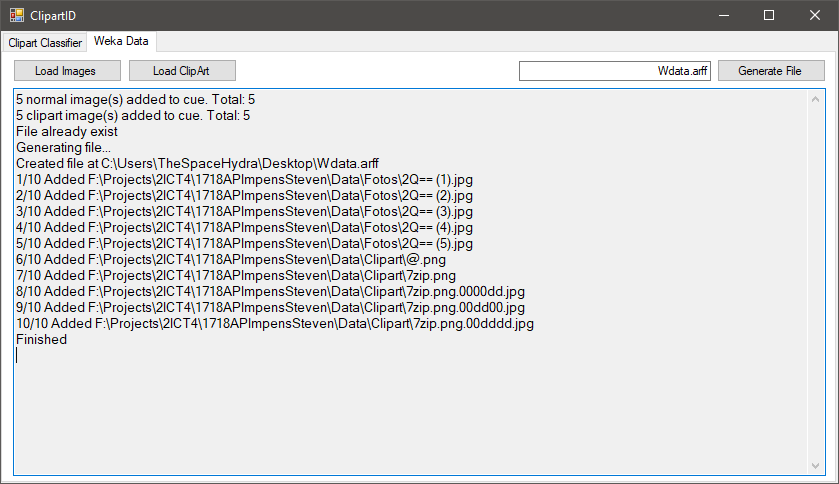 ClipartID
Clipart Classifier Weka Data
Load Images Load ClipArt Wdata.arff Generate File
5 normal image(s) added to cue. Total: 5
5 clipart image(s) added to cue. Total: 5
File already exist
Generating file...
Created file at C:\Users\TheSpaceHydra\Desktop\Wdata.arff
1/10 Added F:\Projects\2ICT4\1718APImpensSteven\Data\Fotos\2Q== (1).jpg
2/10 Added F:\Projects\2ICT4\1718APImpensSteven\Data\Fotos\2Q== (2).jpg
3/10 Added F:\Projects\2ICT4\1718APImpensSteven\Data\Fotos\2Q== (3).jpg
4/10 Added F:\Projects\2ICT4\1718APImpensSteven\Data\Fotos\2Q== (4).jpg
5/10 Added F:\Projects\2ICT4\1718APImpensSteven\Data\Fotos\2Q== (5).jpg
6/10 Added F:\Projects\2ICT4\1718APImpensSteven\Data\Clipart\@.png
7/10 Added F:\Projects\2ICT4\1718APImpensSteven\Data\Clipart\7zip.png
8/10 Added F:\Projects\2ICT4\1718APImpensSteven\Data\Clipart\7zip.png.0000dd.jpg
9/10 Added F:\Projects\2ICT4\1718APImpensSteven\Data\Clipart\7zip.png.00dd00.jpg
10/10 Added F:\Projects\2ICT4\1718APImpensSteven\Data\Clipart\7zip.png.00dddd.jpg
Finished